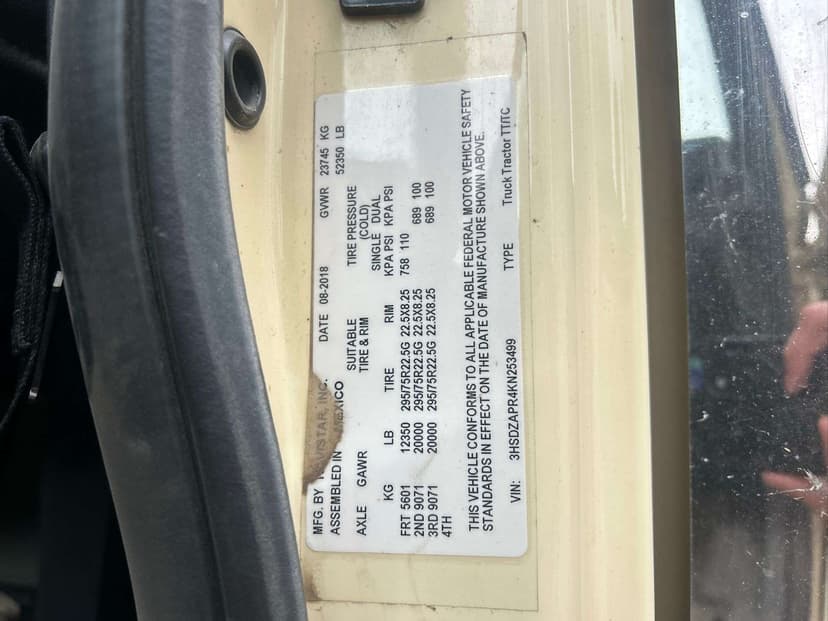 MFG. BY NAVISTAR, INC. DATE 08-2018 GVWR 23745 KG
ASSEMBLED IN MEXICO 52350 LB
AXLE GAWR SUITABLE TIRE & RIM TIRE PRESSURE (COLD)
SINGLE DUAL
KG LB TIRE RIM KPA PSI KPA PSI
FRT 5601 12350 295/75R22.5G 22.5X8.25 758 110
2ND 9071 20000 295/75R22.5G 22.5X8.25 689 100
3RD 9071 20000 295/75R22.5G 22.5X8.25 689 100
4TH
THIS VEHICLE CONFORMS TO ALL APPLICABLE FEDERAL MOTOR VEHICLE SAFETY
STANDARDS IN EFFECT ON THE DATE OF MANUFACTURE SHOWN ABOVE.
VIN: 3HSDZAPR4KN253499 TYPE Truck Tractor TT/TC